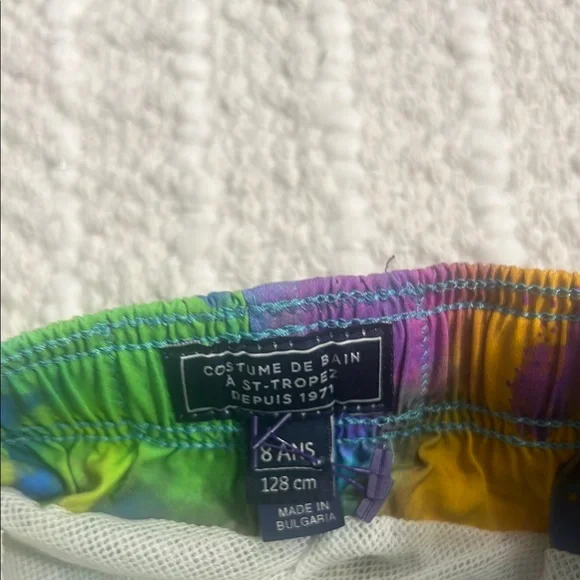 COSTUME DE BAIN
À ST-TROPEZ
DEPUIS 1971
8 ANS
128 cm
MADE IN
BULGARIA